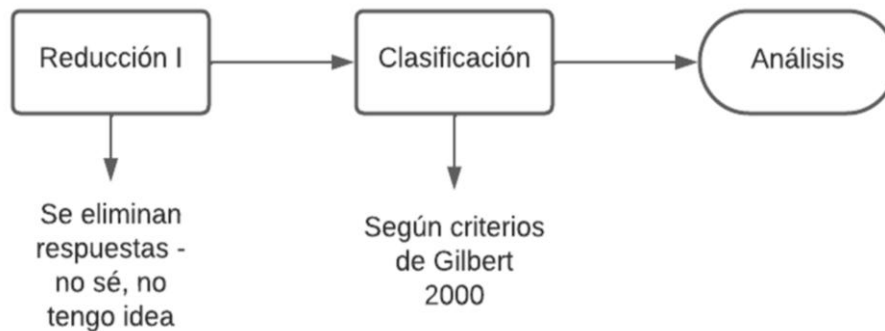 Reducción I
Clasificación
Análisis
Se eliminan
respuestas -
no sé, no
tengo idea
Según criterios
de Gilbert
2000